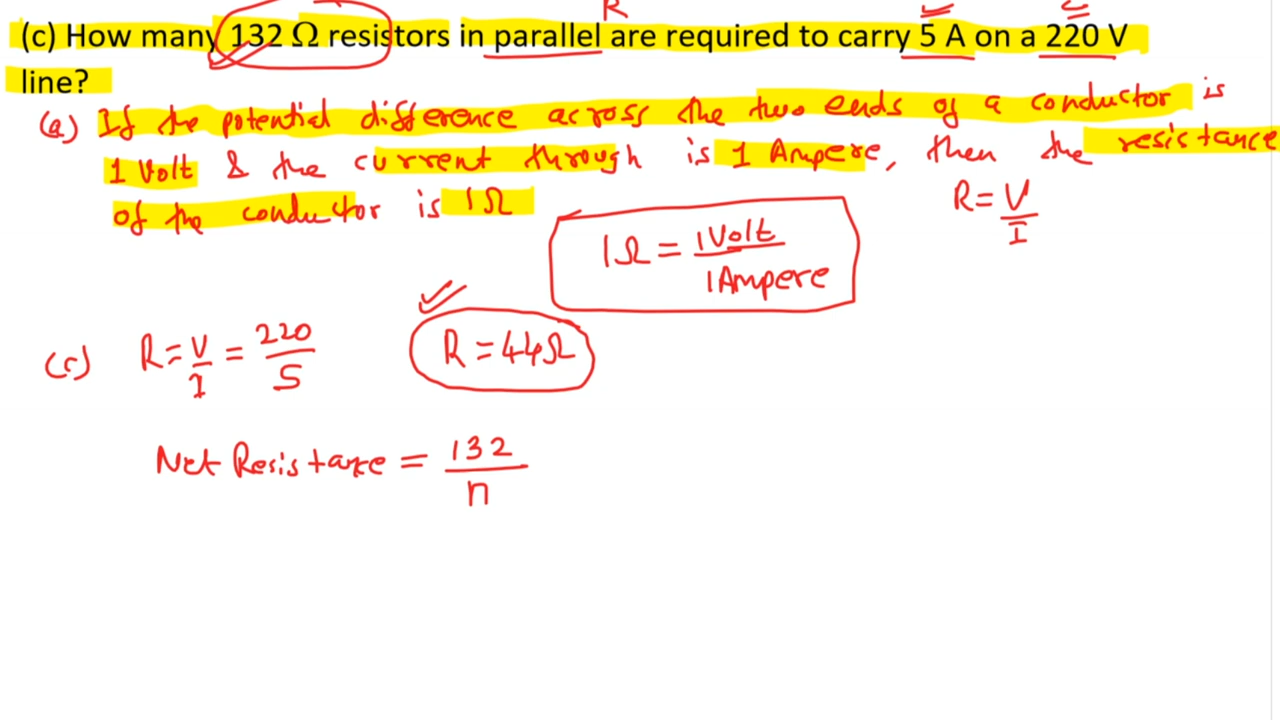 R
(c) How many 132 Ω resistors in parallel are required to carry 5 A on a 220 V
line?
(a) If the potential difference across the two ends of a conductor is
1 Volt & the current through is 1 Ampere, then the resistance
of the conductor is 1Ω
R = V/I
1Ω = 1Volt/1Ampere
(c) R = V/I = 220/5 R = 44Ω
Net Resistance = 132/n